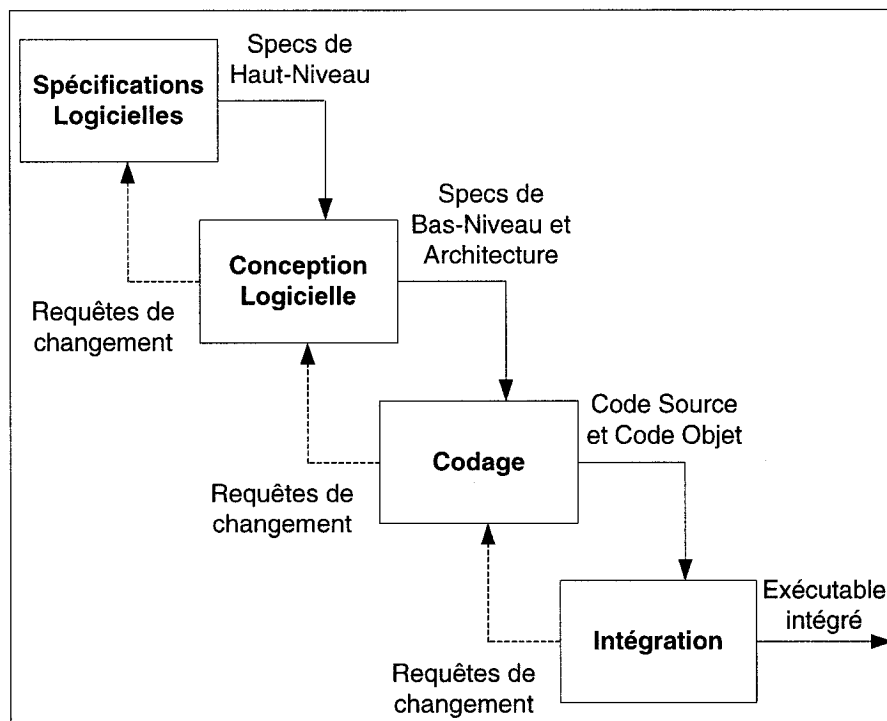 Specs de
Haut-Niveau
Spécifications
Logicielles
Specs de
Bas-Niveau et
Architecture
Conception
Logicielle
Requêtes de
changement
Code Source
et Code Objet
Codage
Requêtes de
changement
Exécutable
intégré
Intégration
Requêtes de
changement